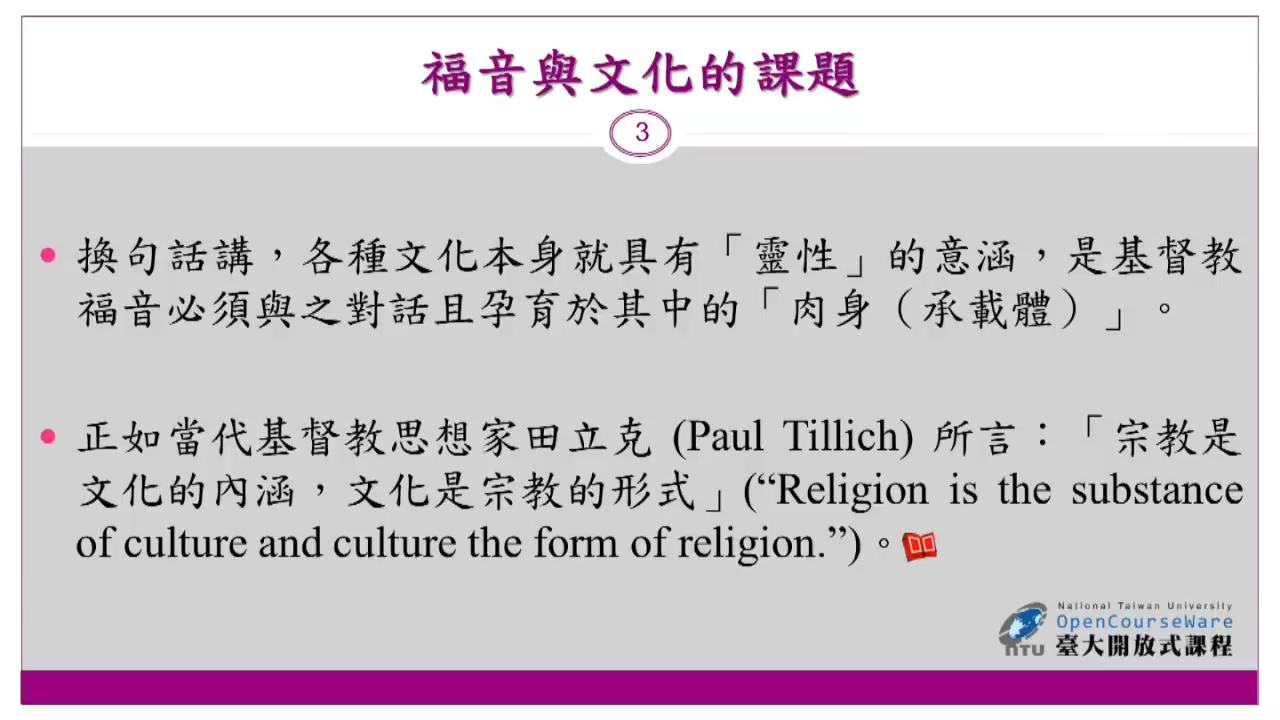 福音與文化的課題
3
• 換句話講，各種文化本身就具有「靈性」的意涵，是基督教
福音必須與之對話且孕育於其中的「肉身（承載體）」。
• 正如當代基督教思想家田立克 (Paul Tillich) 所言：「宗教是
文化的內涵，文化是宗教的形式」(“Religion is the substance
of culture and culture the form of religion.”)。
National Taiwan University
OpenCourseWare
NTU 臺大開放式課程